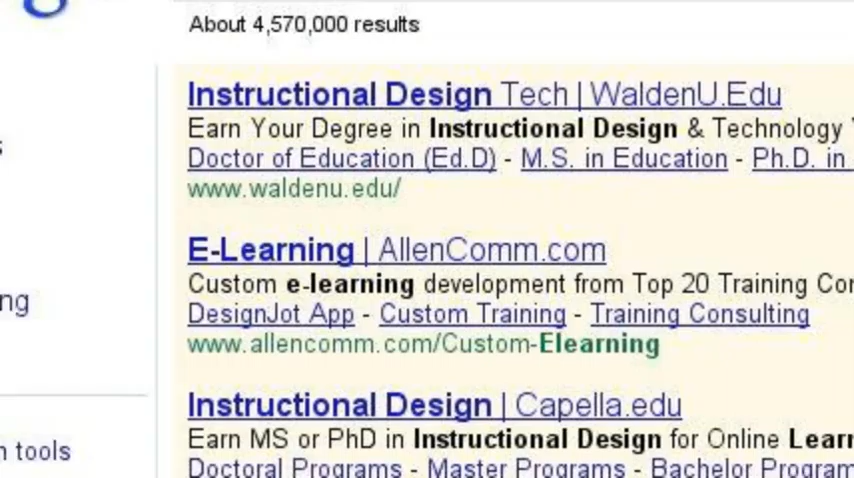 About 4,570,000 results
Instructional Design Tech | WaldenU.Edu
Earn Your Degree in Instructional Design & Technology
Doctor of Education (Ed.D) - M.S. in Education - Ph.D. in
www.waldenu.edu/
E-Learning | AllenComm.com
Custom e-learning development from Top 20 Training
DesignJot App - Custom Training - Training Consulting
www.allencomm.com/Custom-Elearning
Instructional Design | Capella.edu
Earn MS or PhD in Instructional Design for Online
tools
Doctoral Programs - Master Programs - Bachelor